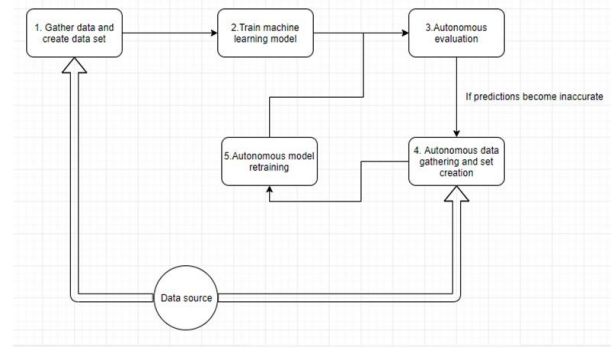 1. Gather data and
create data set
2.Train machine
learning model
3.Autonomous
evaluation
If predictions become inaccurate
4. Autonomous data
gathering and set
creation
5.Autonomous model
retraining
Data source